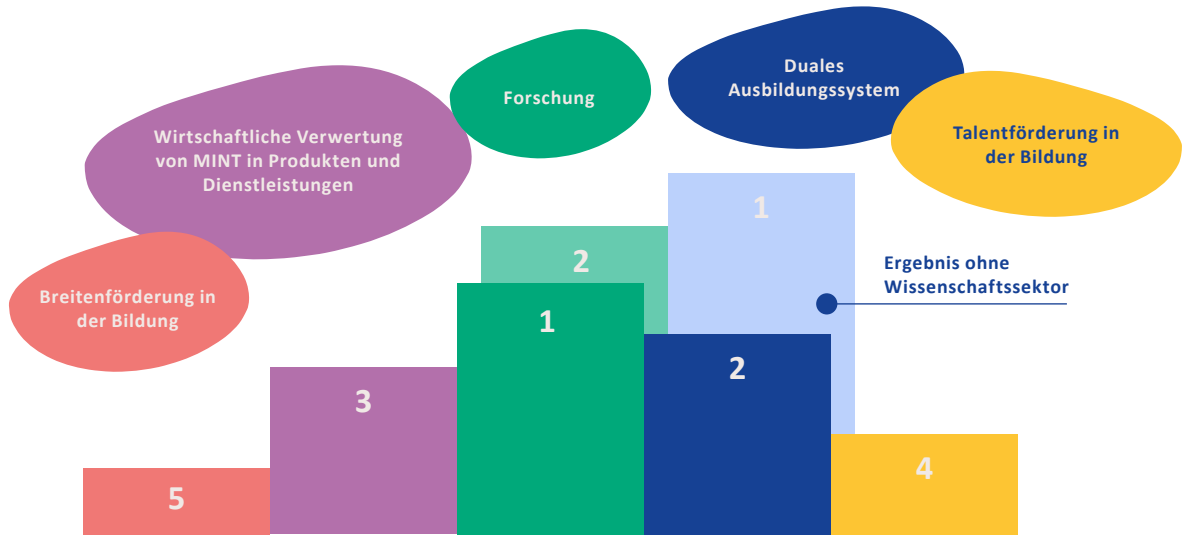 Duales
Ausbildungssystem
Forschung
Talentförderung in
der Bildung
Wirtschaftliche Verwertung
von MINT in Produkten und
Dienstleistungen
Breitenförderung in
der Bildung
1
2
Ergebnis ohne
Wissenschaftssektor
1
2
3
4
5